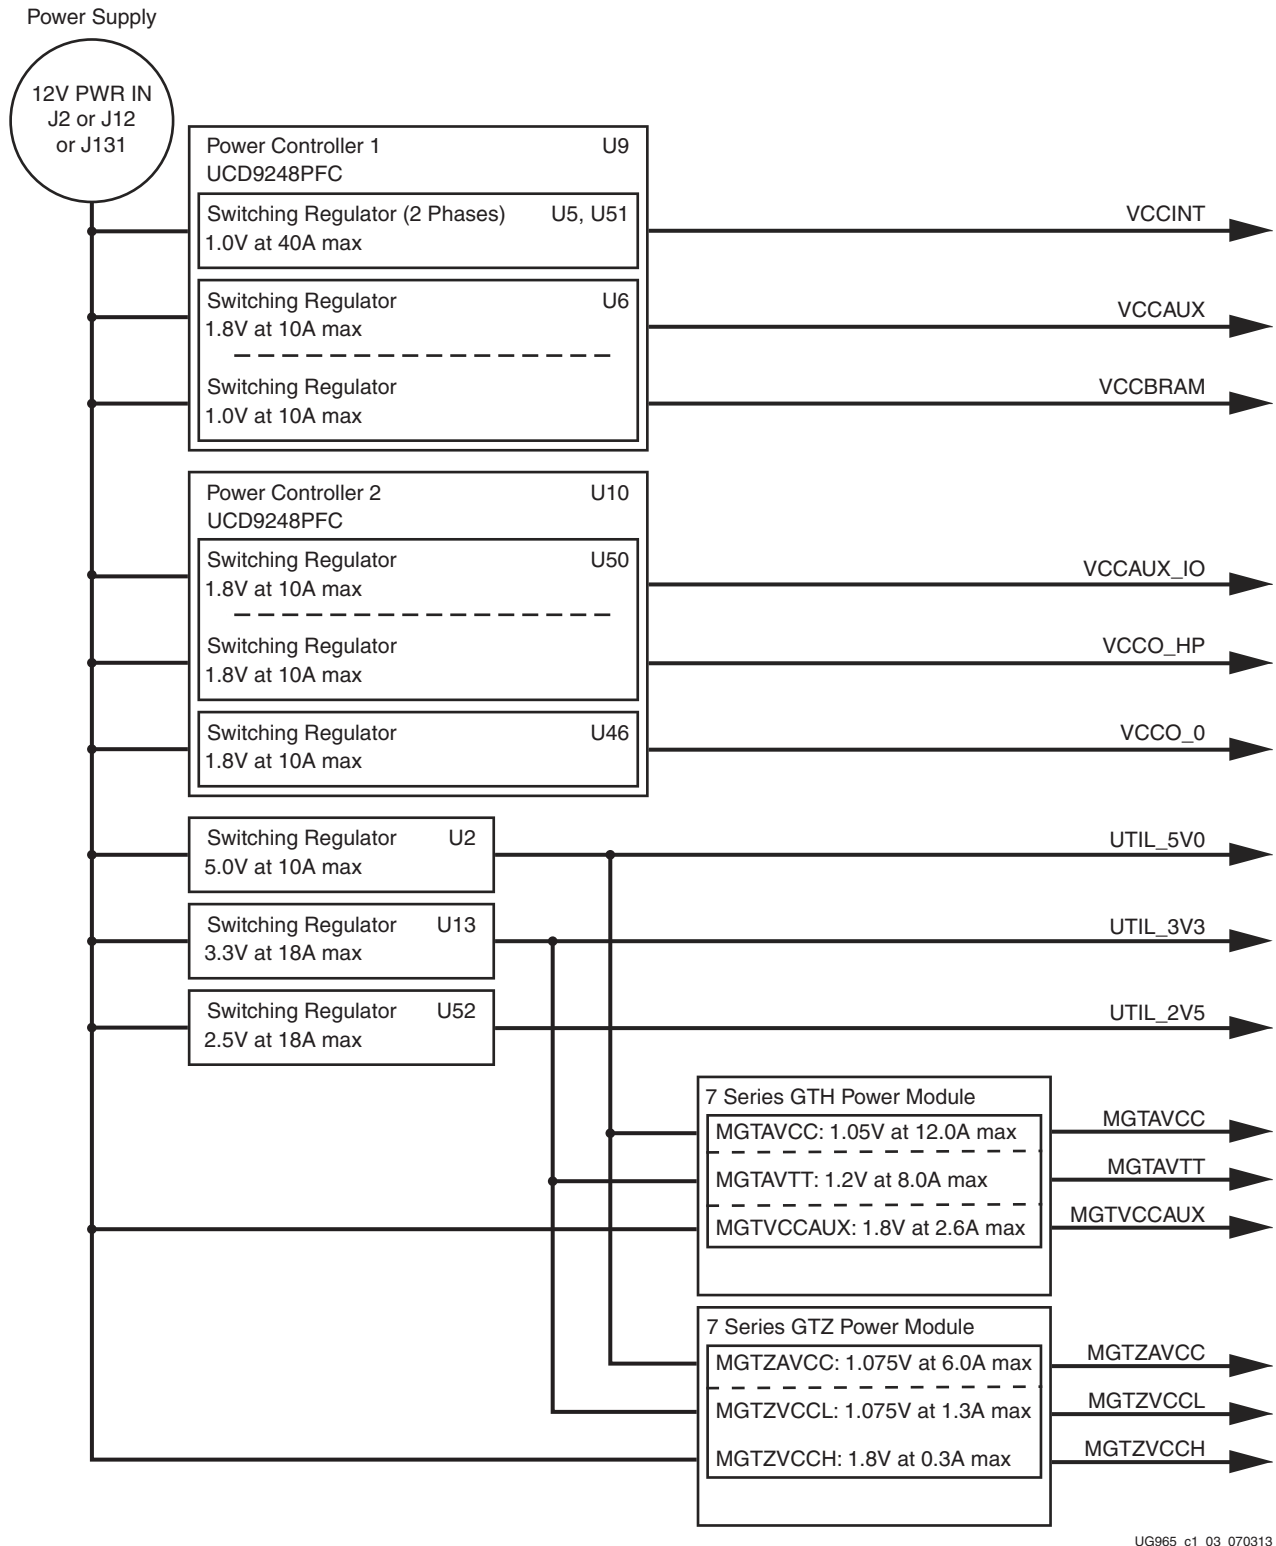 Power Supply
12V PWR IN
J2 or J12
or J131
Power Controller 1 U9
UCD9248PFC
Switching Regulator (2 Phases) U5, U51
1.0V at 40A max
VCCINT
Switching Regulator U6
1.8V at 10A max
VCCAUX
Switching Regulator
1.0V at 10A max
VCCBRAM
Power Controller 2 U10
UCD9248PFC
Switching Regulator U50
1.8V at 10A max
VCCAUX_IO
Switching Regulator
1.8V at 10A max
VCCO_HP
Switching Regulator U46
1.8V at 10A max
VCCO_0
Switching Regulator U2
5.0V at 10A max
UTIL_5V0
Switching Regulator U13
3.3V at 18A max
UTIL_3V3
Switching Regulator U52
2.5V at 18A max
UTIL_2V5
7 Series GTH Power Module
MGTAVCC: 1.05V at 12.0A max
MGTAVCC
MGTAVTT: 1.2V at 8.0A max
MGTAVTT
MGTVCCAUX: 1.8V at 2.6A max
MGTVCCAUX
7 Series GTZ Power Module
MGTZAVCC: 1.075V at 6.0A max
MGTZAVCC
MGTZVCCL: 1.075V at 1.3A max
MGTZVCCL
MGTZVCCH: 1.8V at 0.3A max
MGTZVCCH
UG965_c1_03_070313